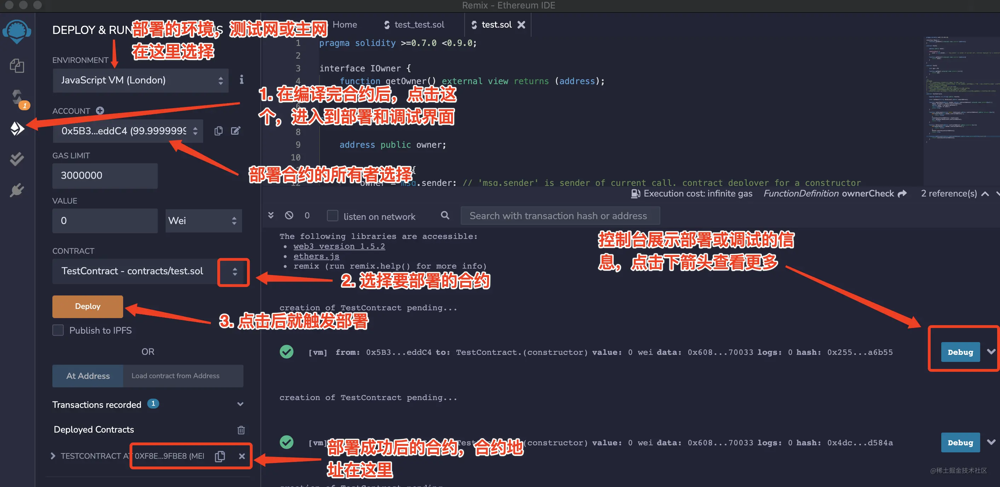 Remix - Ethereum IDE
DEPLOY & RUN
S
部署的环境，测试网或主网
在这里选择
ENVIRONMENT
JavaScript VM (London)
1
ACCOUNT
0x5B3...eddC4 (99.9999999
GAS LIMIT
3000000
VALUE
0
Wei
CONTRACT
TestContract - contracts/test.sol
Deploy
Publish to IPFS
OR
At Address
Load contract from Address
Transactions recorded 1
Deployed Contracts
TESTCONTRACT AT 0XF8E...9FBE8 (MEI
Home
test_test.sol
test.sol
1 pragma solidity >=0.7.0 <0.9.0;
2
3 interface IOwner {
4 function getOwner() external view returns (address);
1. 在编译完合约后，点击这
个，进入到部署和调试界面
8
9 address public owner;
10
{
12 owner = msg.sender; // 'msg.sender' is sender of current call, contract deployer for a constructor
部署合约的所有者选择
Execution cost: infinite gas FunctionDefinition ownerCheck 2 reference(s)
0
listen on network
Search with transaction hash or address
The following libraries are accessible:
• web3 version 1.5.2
• ethers.js
• remix (run remix.help() for more info)
控制台展示部署或调试的信
息，点击下箭头查看更多
2. 选择要部署的合约
creation of TestContract pending...
3. 点击后就触发部署
[vm] from: 0x5B3...eddC4 to: TestContract.(constructor) value: 0 wei data: 0x608...70033 logs: 0 hash: 0x255...a6b55
Debug
creation of TestContract pending...
[vm] (constructor) value: 0 wei data: 0x608...70033 logs: 0 hash: 0x4dc...d584a
Debug
部署成功后的合约，合约地
址在这里
creation of TestContract pending
@稀土掘金技术社区